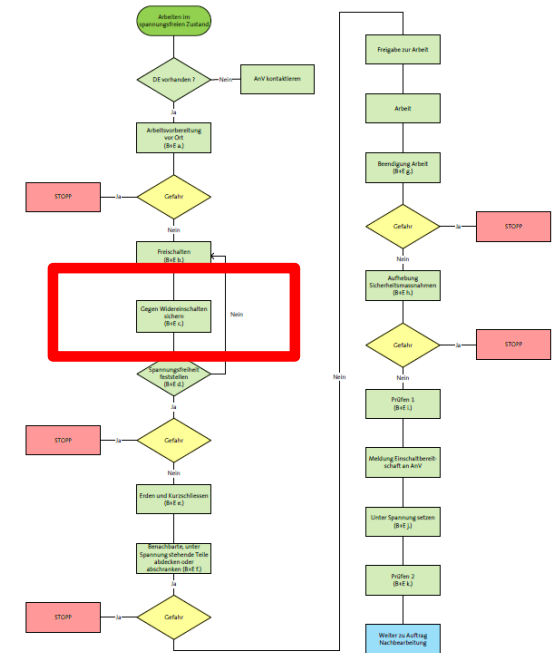 Arbeiten im
spannungsfreien Zustand
DE vorhanden ?
Nein
AnV kontaktieren
Ja
Arbeitsvorbereitung
vor Ort
(B+E a.)
Gefahr
Ja
STOPP
Nein
Freischalten
(B+E b.)
Gegen Widereinschalten
sichern
(B+E c.)
Nein
Spannungsfreiheit
feststellen
(B+E d.)
Ja
Gefahr
Ja
STOPP
Nein
Erden und Kurzschliessen
(B+E e.)
Benachbarte, unter
Spannung stehende Teile
abdecken oder
abschranken (B+E f.)
Ja
Gefahr
Ja
STOPP
Nein
Freigabe zur Arbeit
Arbeit
Beendigung Arbeit
(B+E g.)
Gefahr
Ja
STOPP
Nein
Aufhebung
Sicherheitsmassnahmen
(B+E h.)
Gefahr
Ja
STOPP
Nein
Prüfen 1
(B+E i.)
Meldung Einschaltbereit-
schaft an AnV
Unter Spannung setzen
(B+E j.)
Prüfen 2
(B+E k.)
Weiter zu Auftrag
Nachbearbeitung